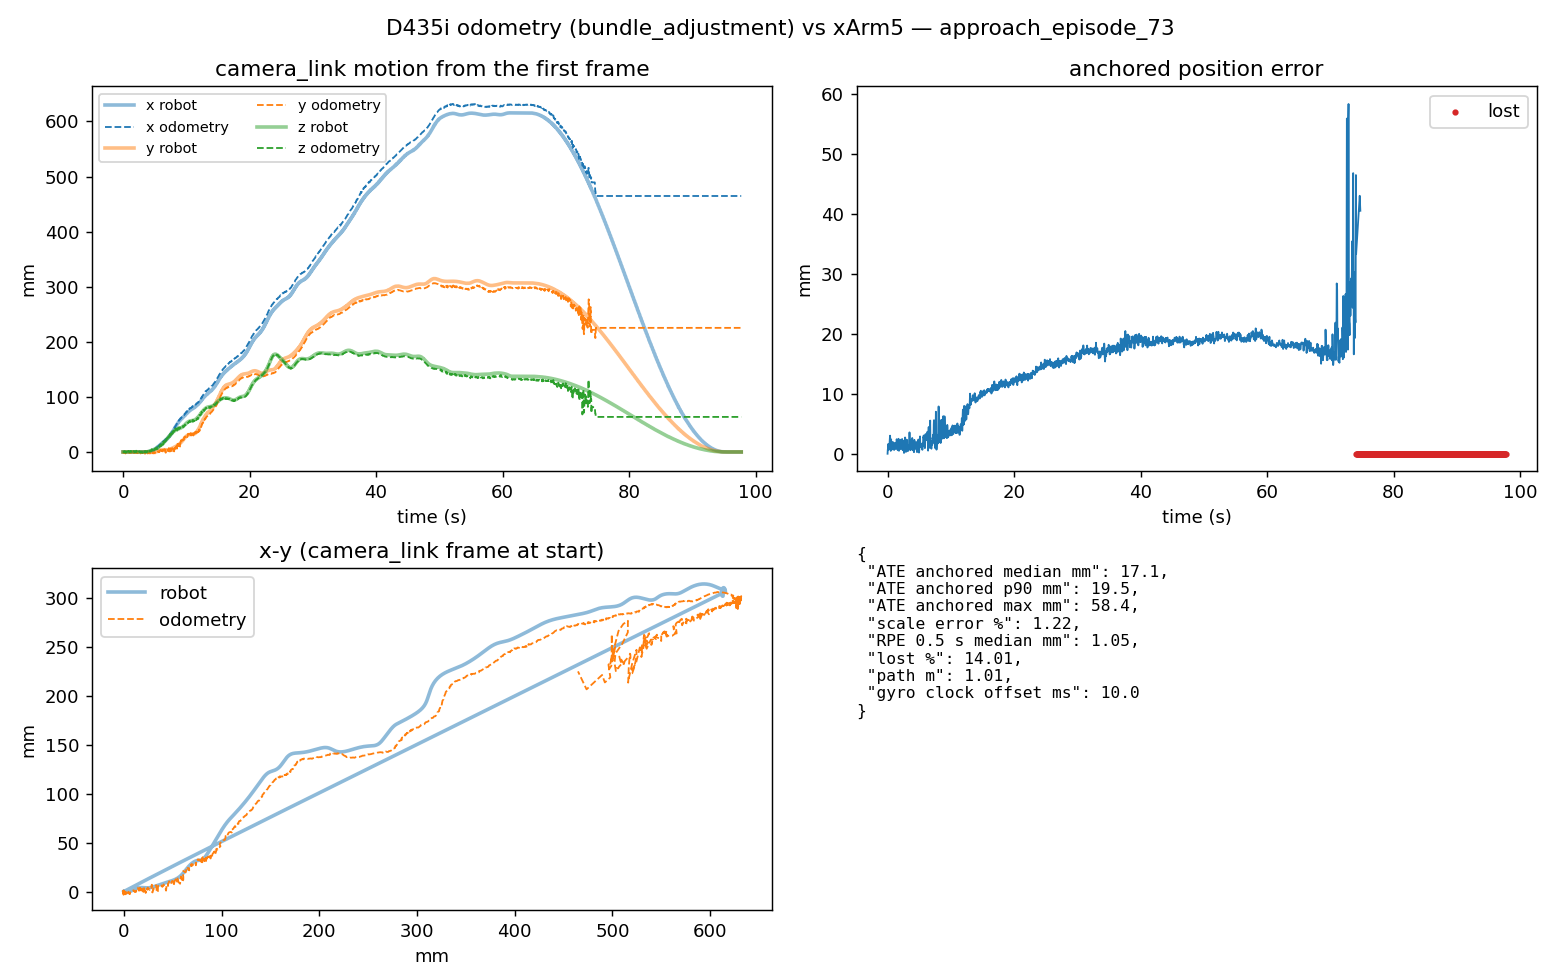 D435i odometry (bundle_adjustment) vs xArm5 — approach_episode_73
camera_link motion from the first frame
x robot
x odometry
y robot
y odometry
z robot
z odometry
600
500
400
300
200
100
0
mm
0 20 40 60 80 100
time (s)
anchored position error
lost
60
50
40
30
20
10
0
mm
0 20 40 60 80 100
time (s)
x-y (camera_link frame at start)
robot
odometry
300
250
200
150
100
50
0
mm
0 100 200 300 400 500 600
mm
{
"ATE anchored median mm": 17.1,
"ATE anchored p90 mm": 19.5,
"ATE anchored max mm": 58.4,
"scale error %": 1.22,
"RPE 0.5 s median mm": 1.05,
"lost %": 14.01,
"path m": 1.01,
"gyro clock offset ms": 10.0
}